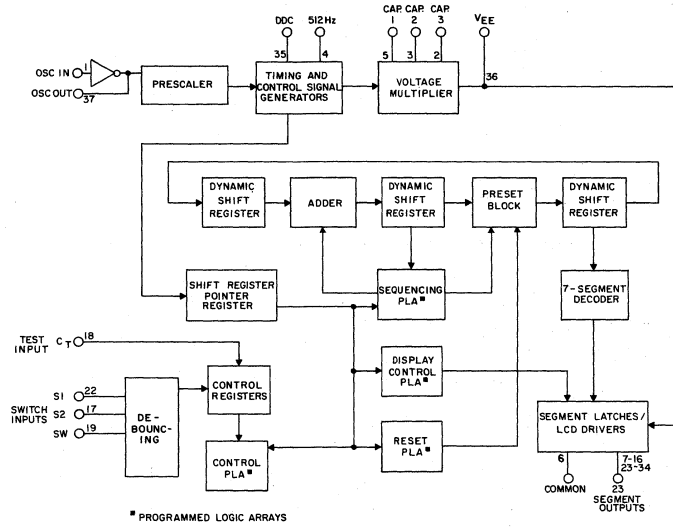 DDC
512Hz
CAP. CAP. CAP.
1 2 3
VEE
35
4
5 3 2
36
OSC IN
1
OSC OUT
37
PRESCALER
TIMING AND
CONTROL SIGNAL
GENERATORS
VOLTAGE
MULTIPLIER
DYNAMIC
SHIFT
REGISTER
ADDER
DYNAMIC
SHIFT
REGISTER
PRESET
BLOCK
DYNAMIC
SHIFT
REGISTER
SHIFT REGISTER
POINTER
REGISTER
SEQUENCING
PLA■
7-SEGMENT
DECODER
TEST
INPUT
CT
18
DISPLAY
CONTROL
PLA■
CONTROL
REGISTERS
SWITCH
INPUTS
S1
22
S2
17
SW
19
DE-
BOUNC-
ING
CONTROL
PLA■
RESET
PLA■
SEGMENT LATCHES/
LCD DRIVERS
6
7-16
23-34
COMMON
23
SEGMENT
OUTPUTS
■ PROGRAMMED LOGIC ARRAYS